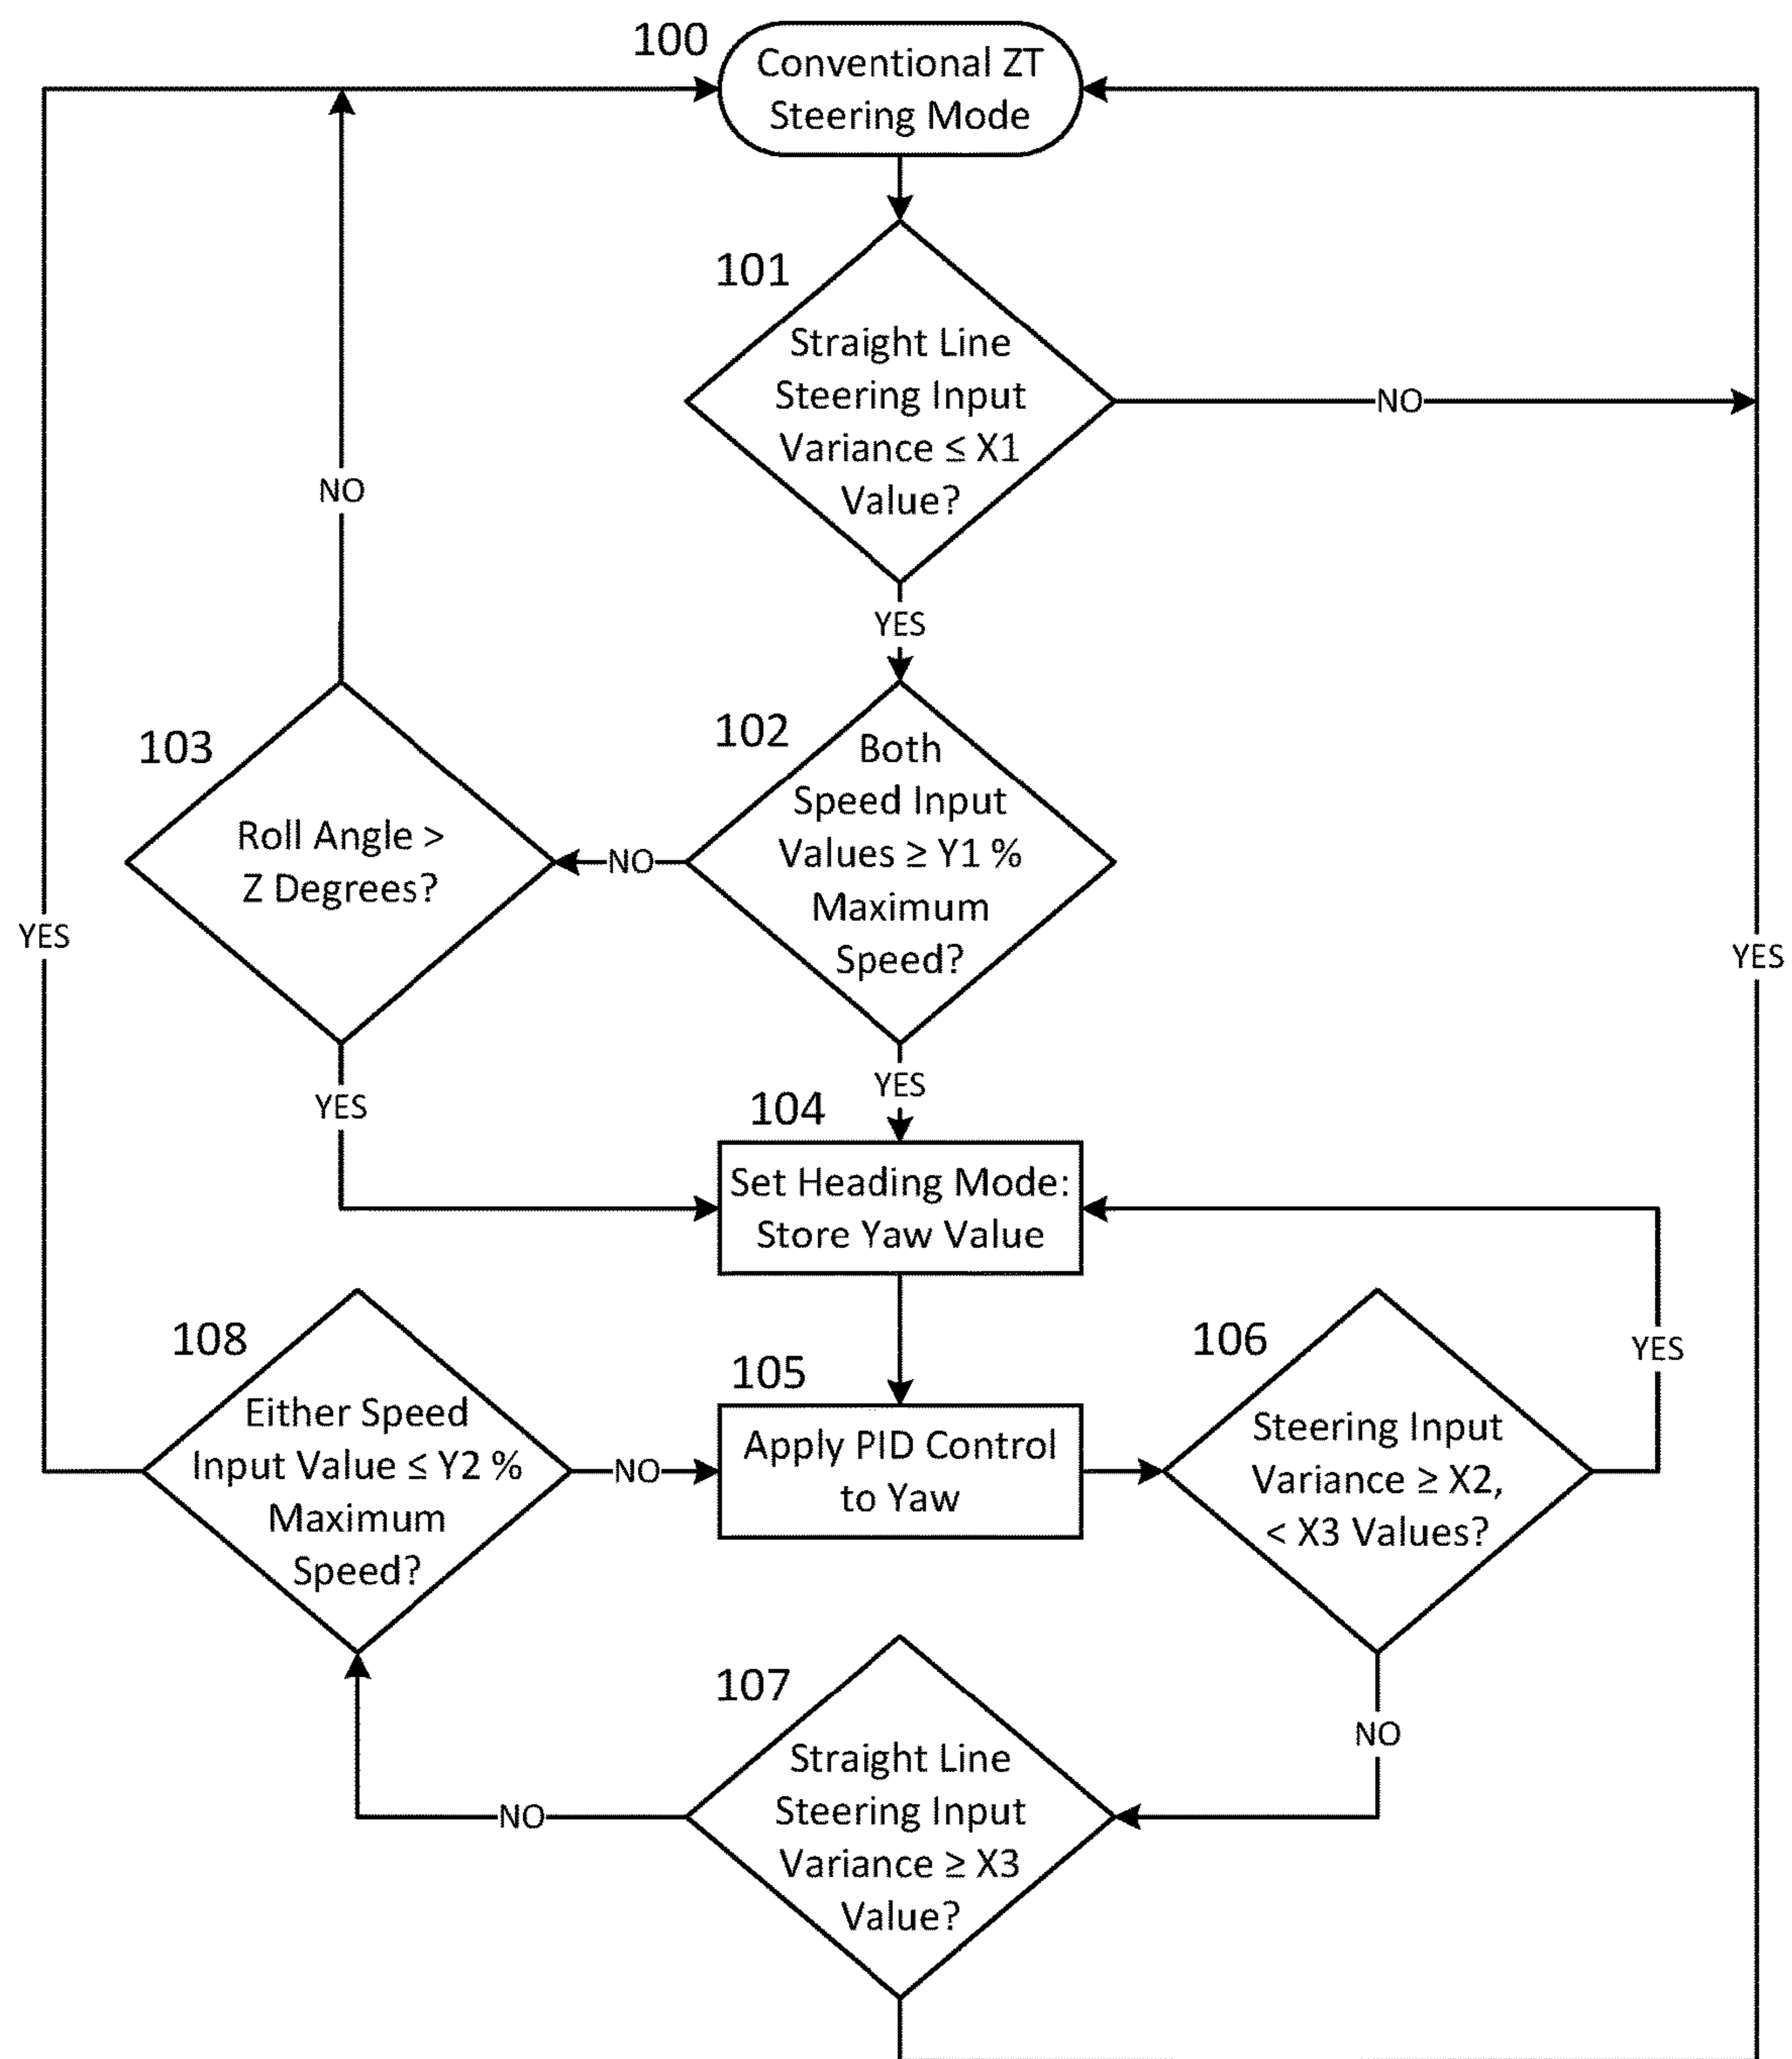 100
Conventional ZT
Steering Mode
101
Straight Line
Steering Input
Variance ≤ X1
Value?
NO
NO
YES
103
Roll Angle >
Z Degrees?
102
Both
Speed Input
Values ≥ Y1 %
Maximum
Speed?
NO
YES
YES
YES
YES
104
Set Heading Mode:
Store Yaw Value
108
Either Speed
Input Value ≤ Y2 %
Maximum
Speed?
NO
105
Apply PID Control
to Yaw
106
Steering Input
Variance ≥ X2,
< X3 Values?
YES
107
Straight Line
Steering Input
Variance ≥ X3
Value?
NO
NO